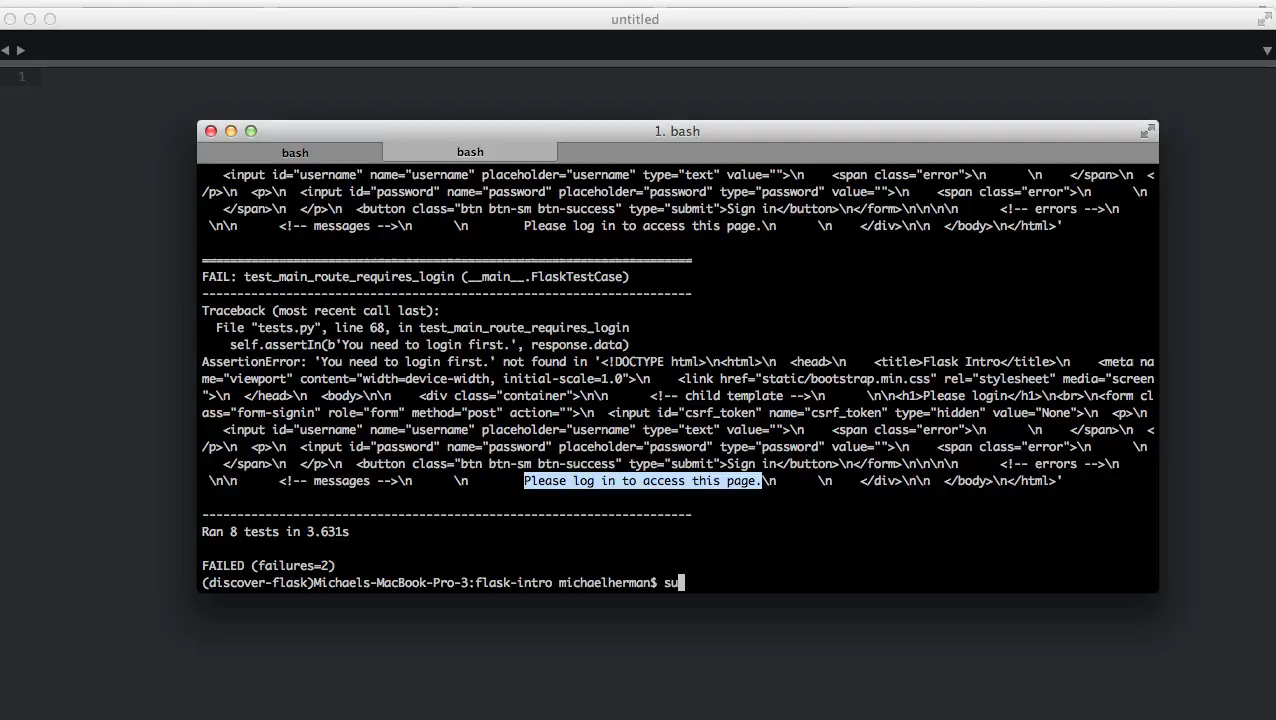 untitled
1
1. bash
bash
bash
<input id="username" name="username" placeholder="username" type="text" value="">\n    <span class="error">\n      \n    </span>\n  <
/p>\n  <p>\n  <input id="password" name="password" placeholder="password" type="password" value="">\n    <span class="error">\n      \n
</span>\n  </p>\n  <button class="btn btn-sm btn-success" type="submit">Sign in</button>\n</form>\n\n\n\n      <!-- errors -->\n
\n\n      <!-- messages -->\n      \n        Please log in to access this page.\n      \n    </div>\n\n  </body>\n</html>'
======================================================================
FAIL: test_main_route_requires_login (__main__.FlaskTestCase)
----------------------------------------------------------------------
Traceback (most recent call last):
File "tests.py", line 68, in test_main_route_requires_login
self.assertIn(b'You need to login first.', response.data)
AssertionError: 'You need to login first.' not found in '<!DOCTYPE html>\n<html>\n  <head>\n    <title>Flask Intro</title>\n    <meta na
me="viewport" content="width=device-width, initial-scale=1.0">\n    <link href="static/bootstrap.min.css" rel="stylesheet" media="screen
">\n  </head>\n  <body>\n\n    <div class="container">\n\n      <!-- child template -->\n      \n\n<h1>Please login</h1>\n<br>\n<form cl
ass="form-signin" role="form" method="post" action="">\n  <input id="csrf_token" name="csrf_token" type="hidden" value="None">\n  <p>\n
<input id="username" name="username" placeholder="username" type="text" value="">\n    <span class="error">\n      \n    </span>\n  <
/p>\n  <p>\n  <input id="password" name="password" placeholder="password" type="password" value="">\n    <span class="error">\n      \n
</span>\n  </p>\n  <button class="btn btn-sm btn-success" type="submit">Sign in</button>\n</form>\n\n\n\n      <!-- errors -->\n
\n\n      <!-- messages -->\n      \n        Please log in to access this page.\n      \n    </div>\n\n  </body>\n</html>'
----------------------------------------------------------------------
Ran 8 tests in 3.631s
FAILED (failures=2)
(discover-flask)Michaels-MacBook-Pro-3:flask-intro michaelherman$ su